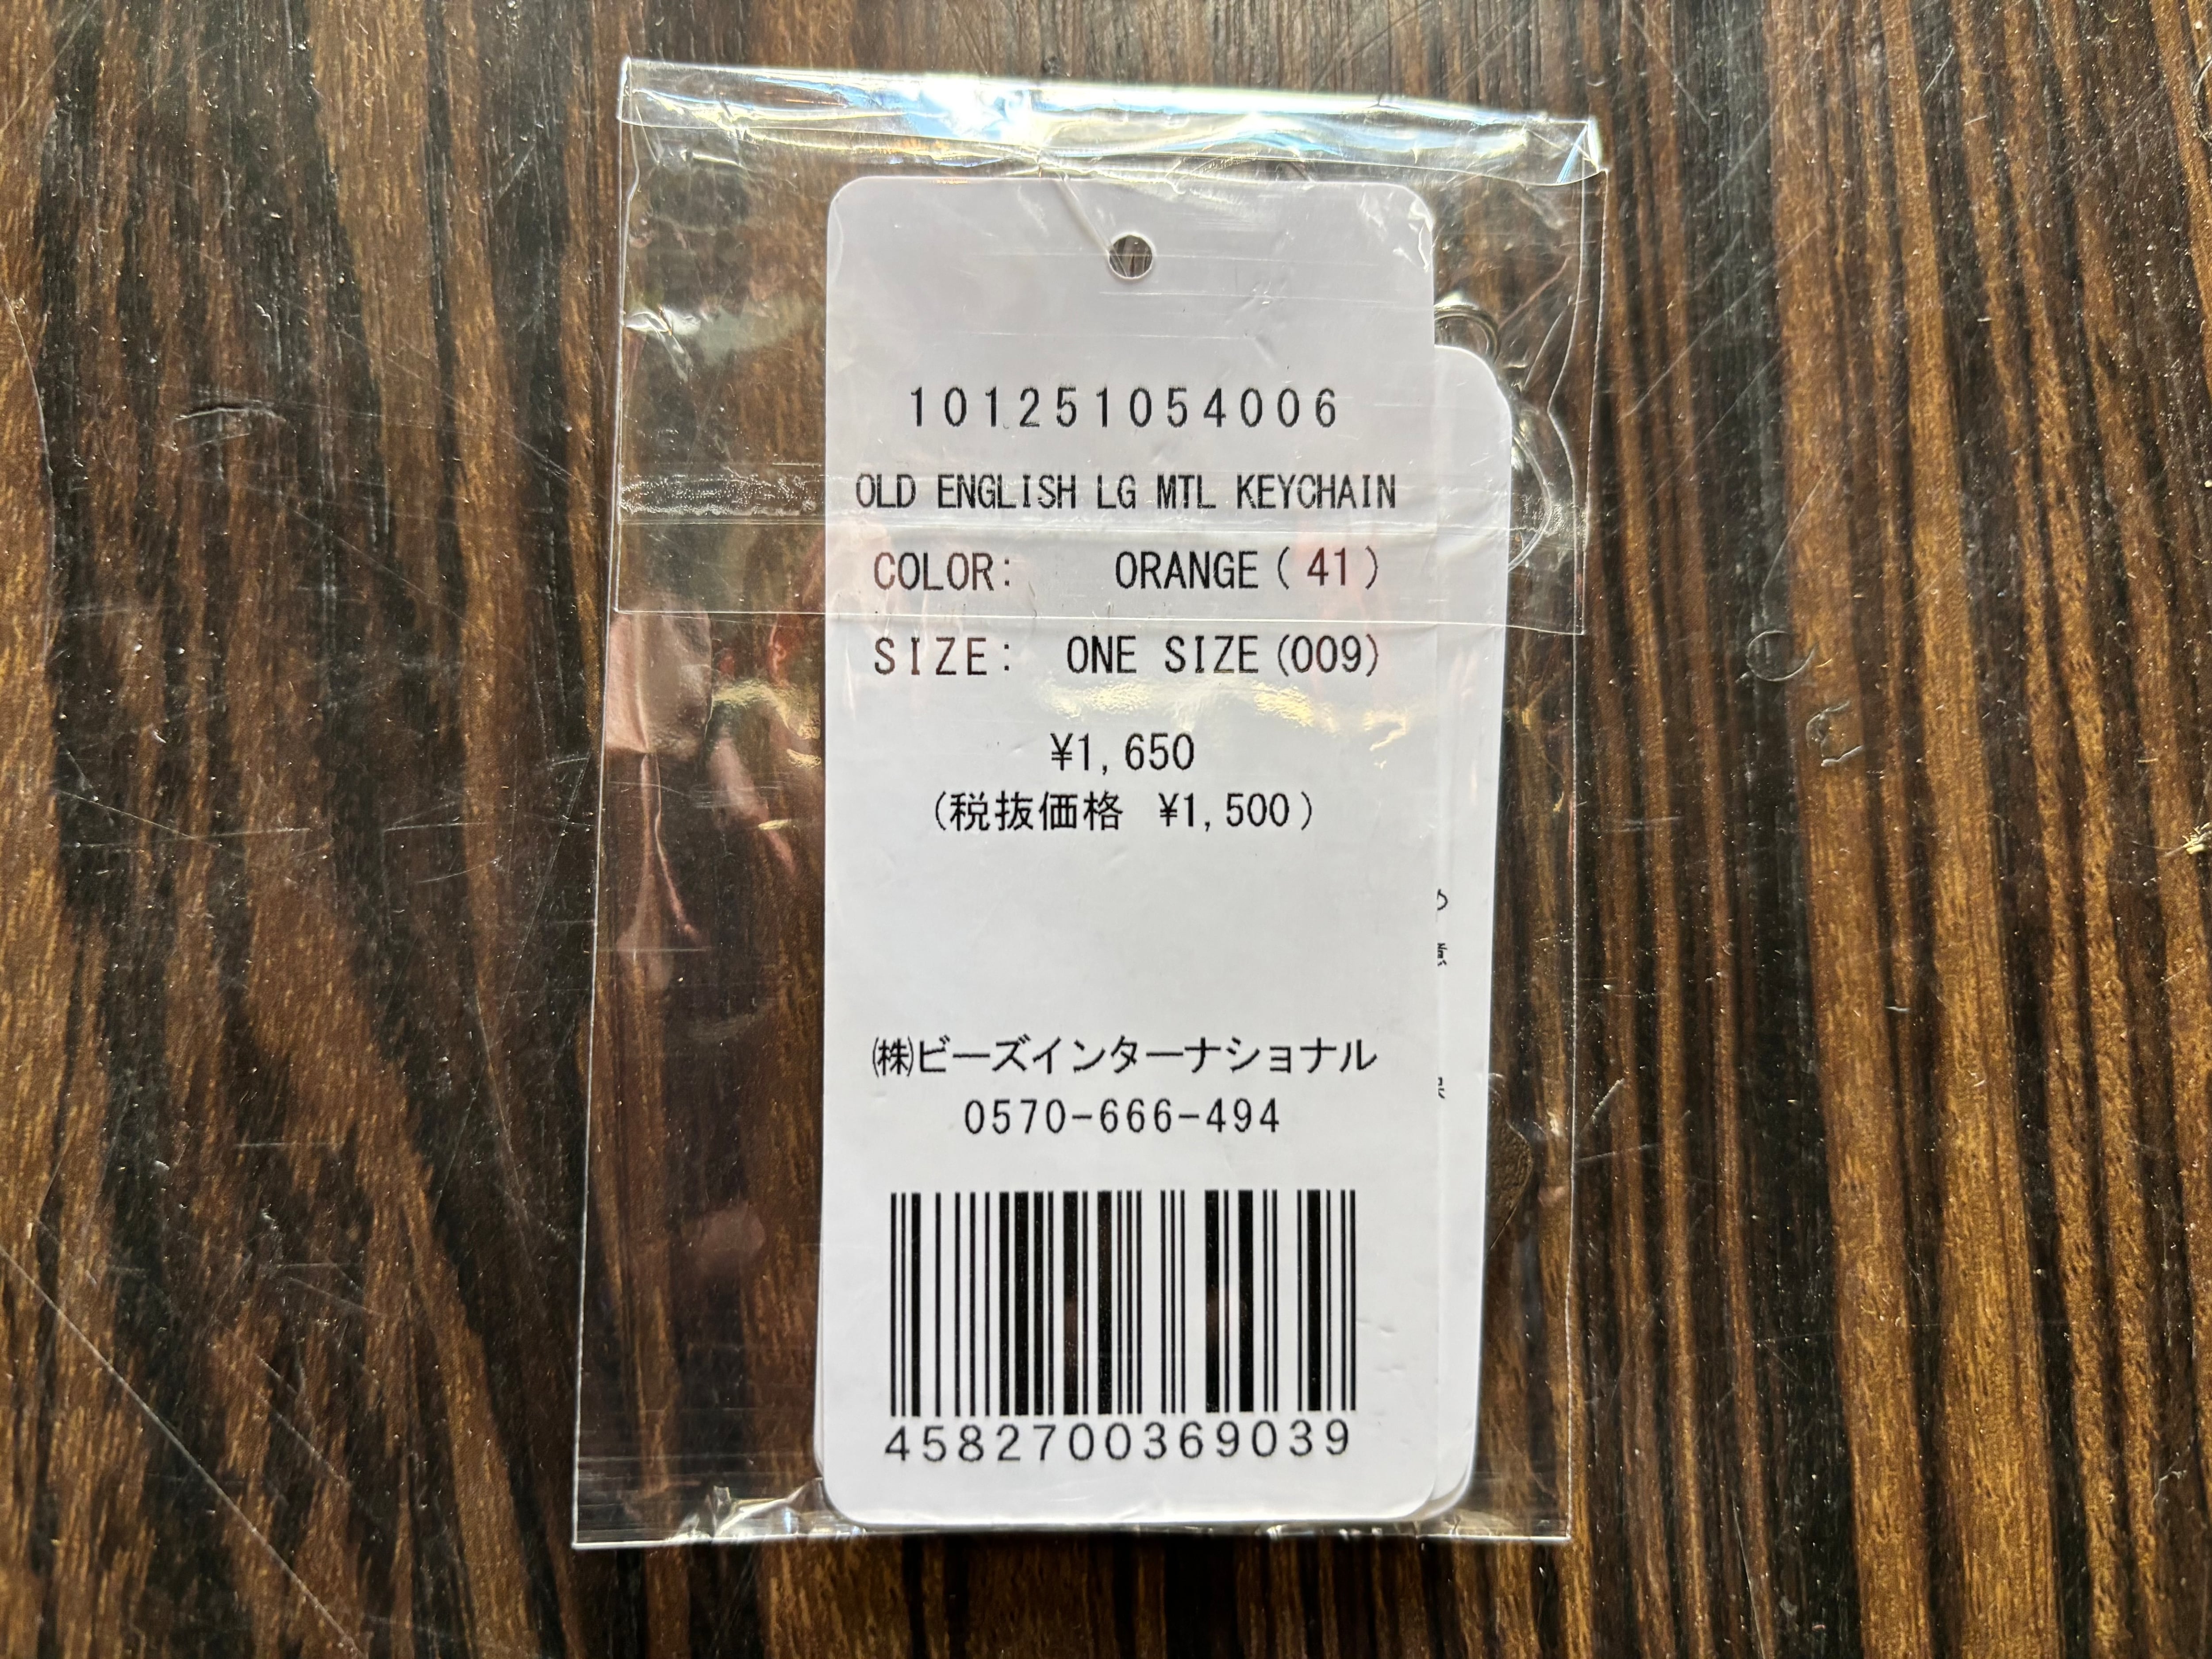 101251054006
OLD ENGLISH LG MTL KEYCHAIN
COLOR: ORANGE( 41 )
SIZE: ONE SIZE(009)
¥1,650
(税抜価格 ¥1,500)
㈱ビーズインターナショナル
0570-666-494
4582700369039